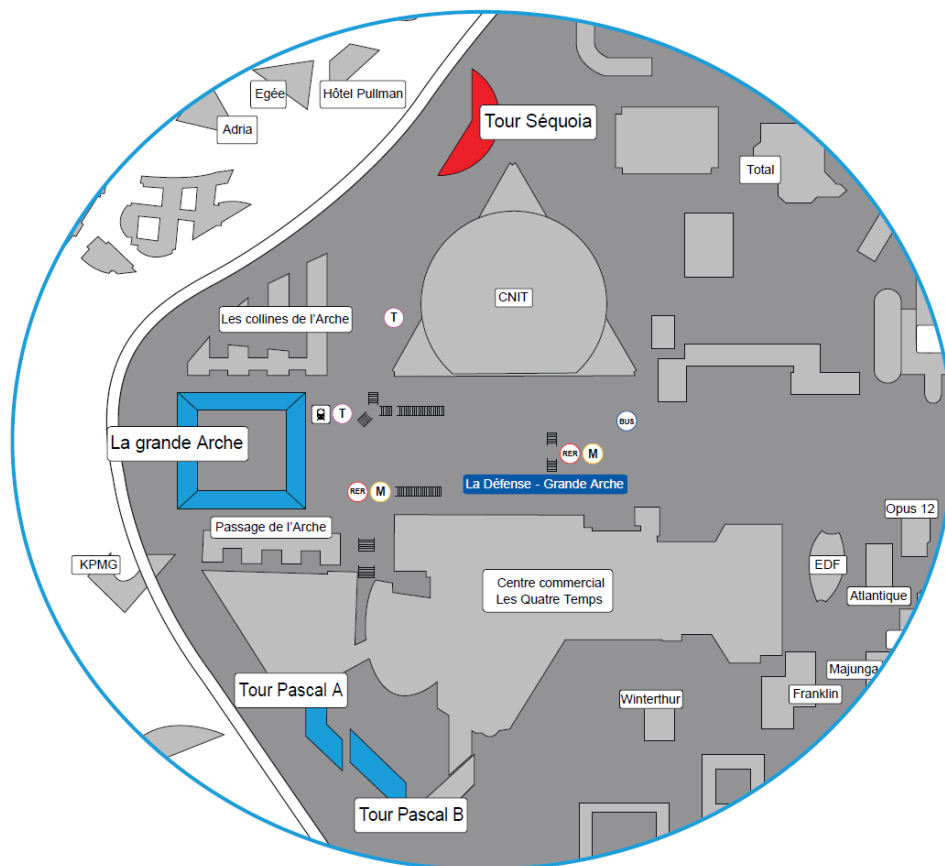 Egée
Hôtel Pullman
Adria
Tour Séquoia
Total
CNIT
Les collines de l'Arche
T
T
La grande Arche
BUS
RER
M
La Défense - Grande Arche
RER
M
Opus 12
Passage de l'Arche
KPMG
EDF
Centre commercial
Les Quatre Temps
Atlantique
Majunga
Tour Pascal A
Winterthur
Franklin
Tour Pascal B